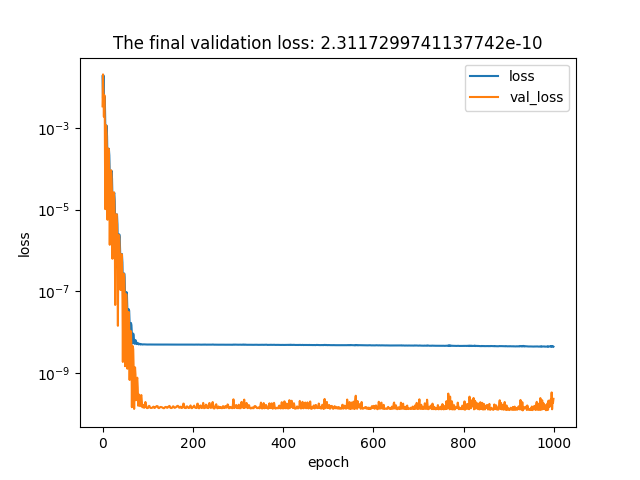 The final validation loss: 2.3117299741137742e-10
loss
val_loss
loss
10⁻³
10⁻⁵
10⁻⁷
10⁻⁹
0 200 400 600 800 1000
epoch